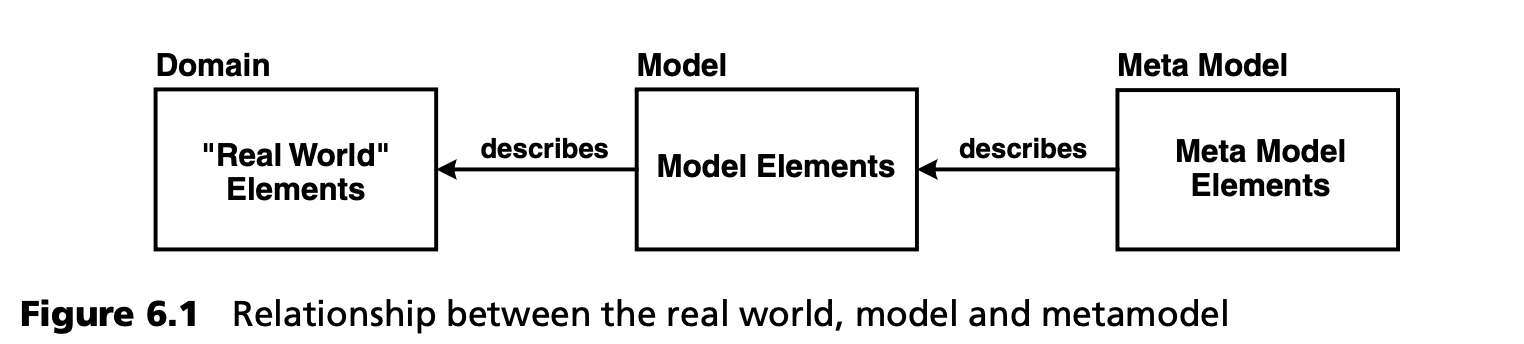 Domain
Model
Meta Model
"Real World"
Elements
describes
Model Elements
describes
Meta Model
Elements
Figure 6.1 Relationship between the real world, model and metamodel